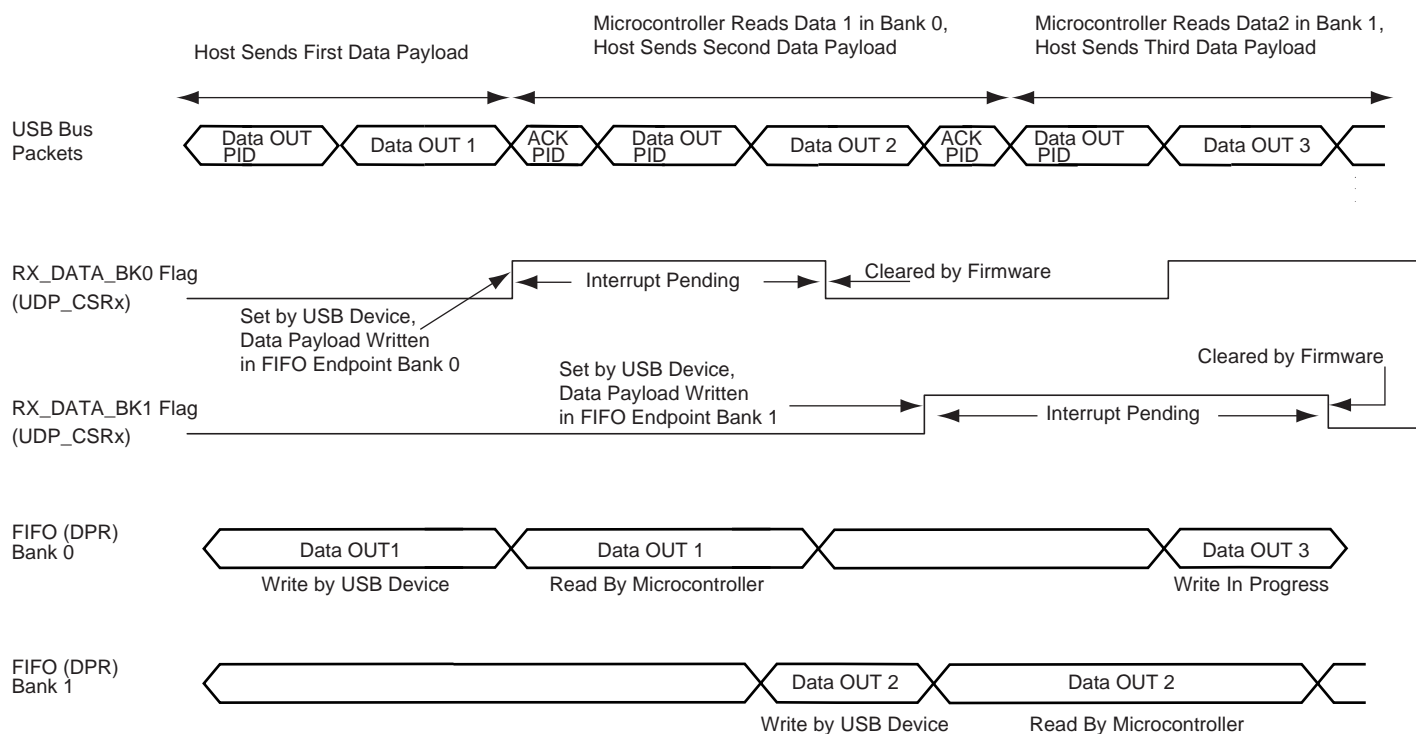 Microcontroller Reads Data 1 in Bank 0,
Host Sends Second Data Payload
Microcontroller Reads Data2 in Bank 1,
Host Sends Third Data Payload
Host Sends First Data Payload
USB Bus
Packets
Data OUT
PID
Data OUT 1
ACK
PID
Data OUT
PID
Data OUT 2
ACK
PID
Data OUT
PID
Data OUT 3
RX_DATA_BK0 Flag
(UDP_CSRx)
Interrupt Pending
Cleared by Firmware
Set by USB Device,
Data Payload Written
in FIFO Endpoint Bank 0
Cleared by Firmware
Set by USB Device,
Data Payload Written
in FIFO Endpoint Bank 1
RX_DATA_BK1 Flag
(UDP_CSRx)
Interrupt Pending
FIFO (DPR)
Bank 0
Data OUT1
Data OUT 1
Data OUT 3
Write by USB Device
Read By Microcontroller
Write In Progress
FIFO (DPR)
Bank 1
Data OUT 2
Data OUT 2
Write by USB Device
Read By Microcontroller